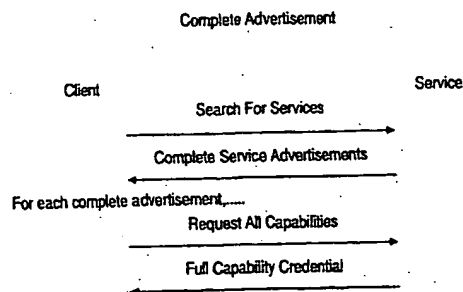 Complete Advertisement
Client
Service
Search For Services
Complete Service Advertisements
For each complete advertisement,.....
Request All Capabilities
Full Capability Credential